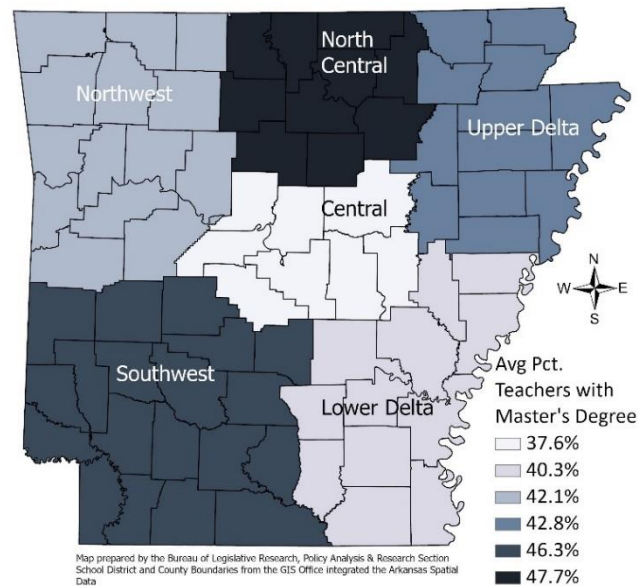 North
Central
Northwest
Upper Delta
Central
N
W E
S
Southwest
Lower Delta
Avg Pct.
Teachers with
Master's Degree
37.6%
40.3%
42.1%
42.8%
46.3%
47.7%
Map prepared by the Bureau of Legislative Research, Policy Analysis & Research Section
School District and County Boundaries from the GIS Office integrated the Arkansas Spatial
Data